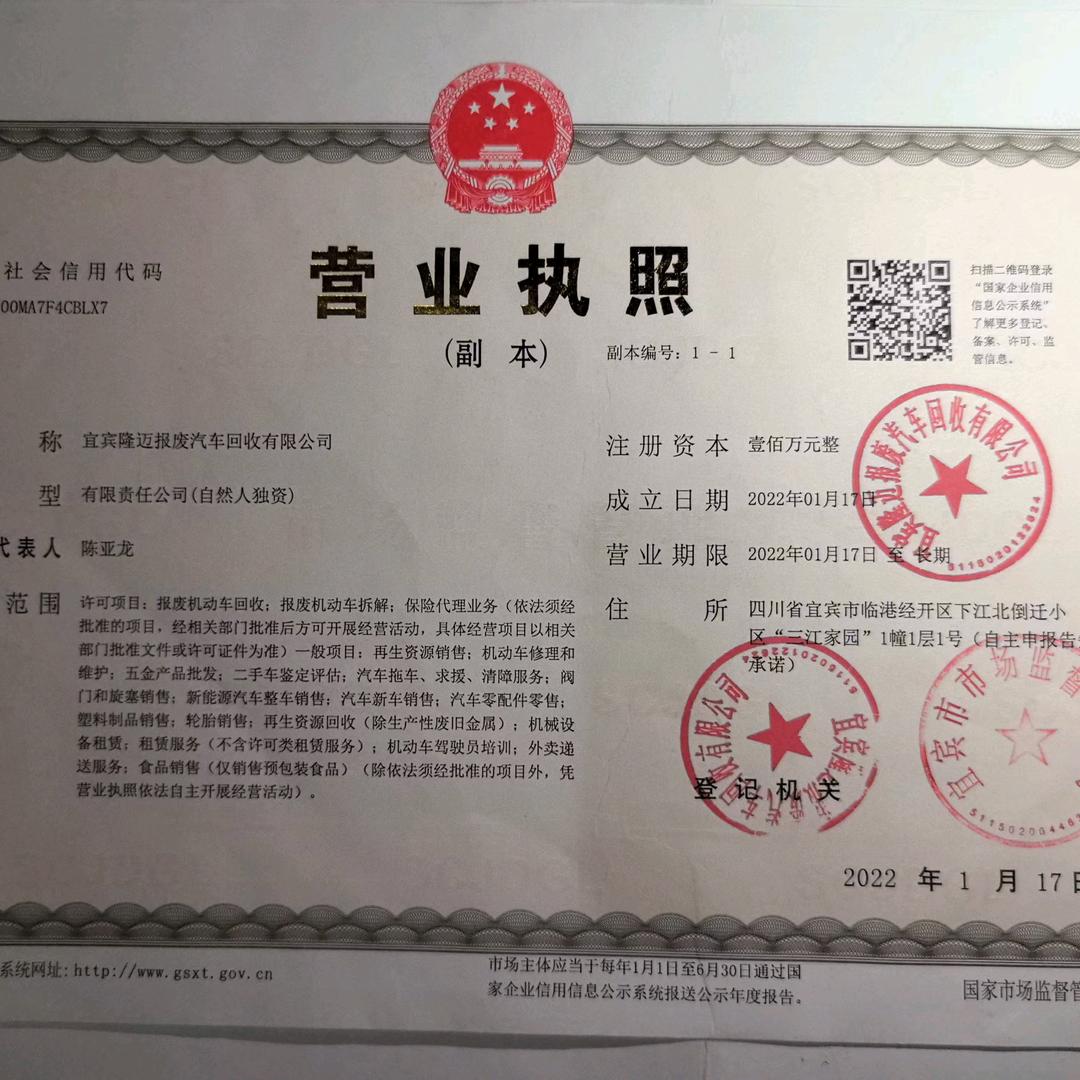 社会信用代码
00MA7F4CBLX7
营业执照
(副 本)
副本编号：1 - 1
扫描二维码登录
“国家企业信用
信息公示系统”
了解更多登记、
备案、许可、监
管信息。
称 宜宾隆迈报废汽车回收有限公司
型 有限责任公司(自然人独资)
代表人 陈亚龙
范围 许可项目：报废机动车回收；报废机动车拆解；保险代理业务（依法须经
批准的项目，经相关部门批准后方可开展经营活动，具体经营项目以相关
部门批准文件或许可证件为准）一般项目：再生资源销售；机动车修理和
维护；五金产品批发；二手车鉴定评估；汽车拖车、求援、清障服务；阀
门和旋塞销售；新能源汽车整车销售；汽车新车销售；汽车零配件零售；
塑料制品销售；轮胎销售；再生资源回收（除生产性废旧金属）；机械设
备租赁；租赁服务（不含许可类租赁服务）；机动车驾驶员培训；外卖递
送服务；食品销售（仅销售预包装食品）（除依法须经批准的项目外，凭
营业执照依法自主开展经营活动）。
注册资本 壹佰万元整
成立日期 2022年01月17日
营业期限 2022年01月17日 至 长期
住所 四川省宜宾市临港经开区下江北倒迁小
区“三江家园”1幢1层1号（自主申报告
承诺）
宜宾隆迈报废汽车回收有限公司
5115020122624
宜宾市市场监督
登记机关
2022 年 1 月 17日
系统网址:http://www.gsxt.gov.cn
市场主体应当于每年1月1日至6月30日通过国
家企业信用信息公示系统报送公示年度报告。
国家市场监督管